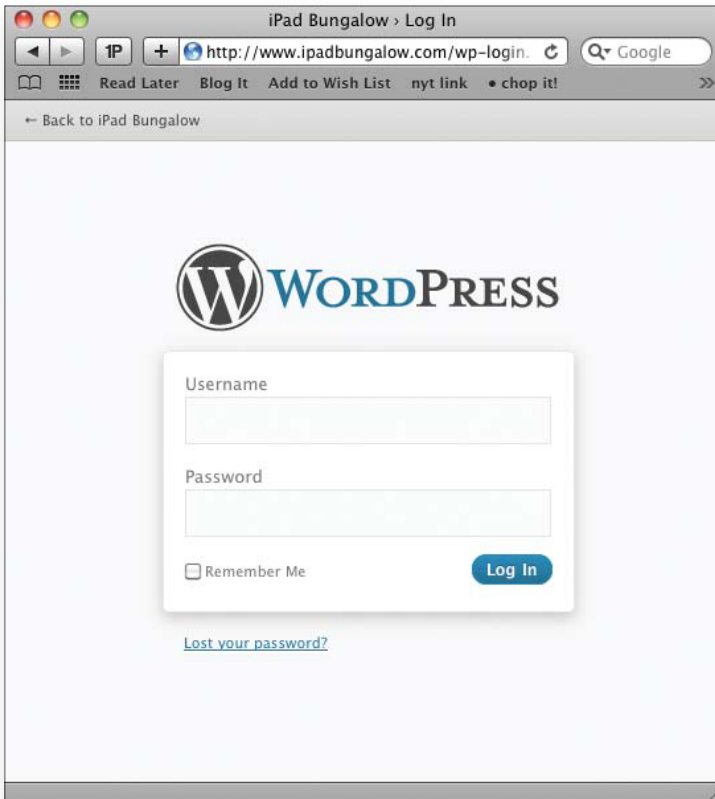 iPad Bungalow › Log In
1P + http://www.ipadbungalow.com/wp-login. Google
Read Later Blog It Add to Wish List nyt link • chop it! »
← Back to iPad Bungalow
W WORDPRESS
Username
Password
Remember Me Log In
Lost your password?